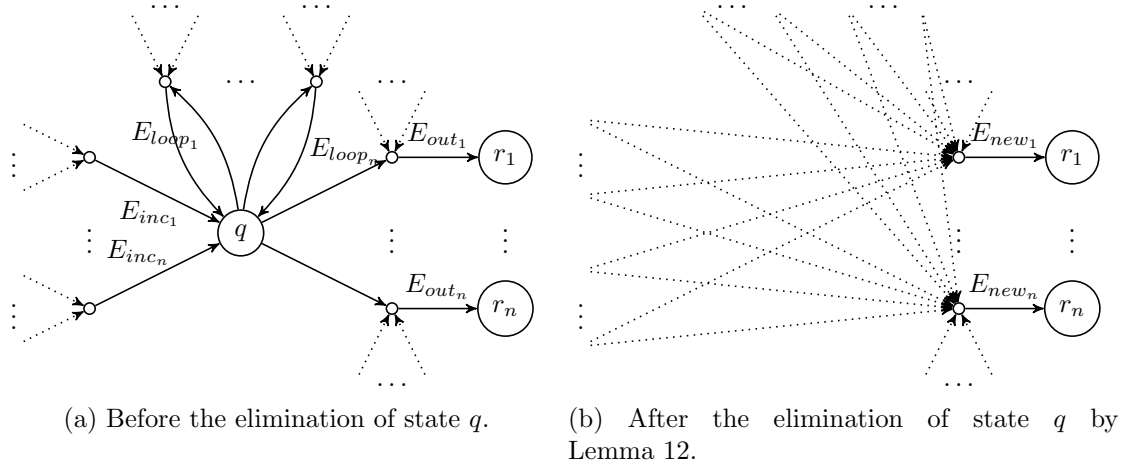 ... ... ... ...
... ... ...
E_{loop_1} E_{loop_n} E_{out_1} r_1 E_{new_1} r_1
⋮ ⋮
E_{inc_1}
q
⋮ ⋮ ⋮ ⋮ ⋮
E_{inc_n}
E_{out_n} r_n E_{new_n} r_n
⋮ ⋮
... ...
(a) Before the elimination of state q.
(b) After the elimination of state q by
Lemma 12.